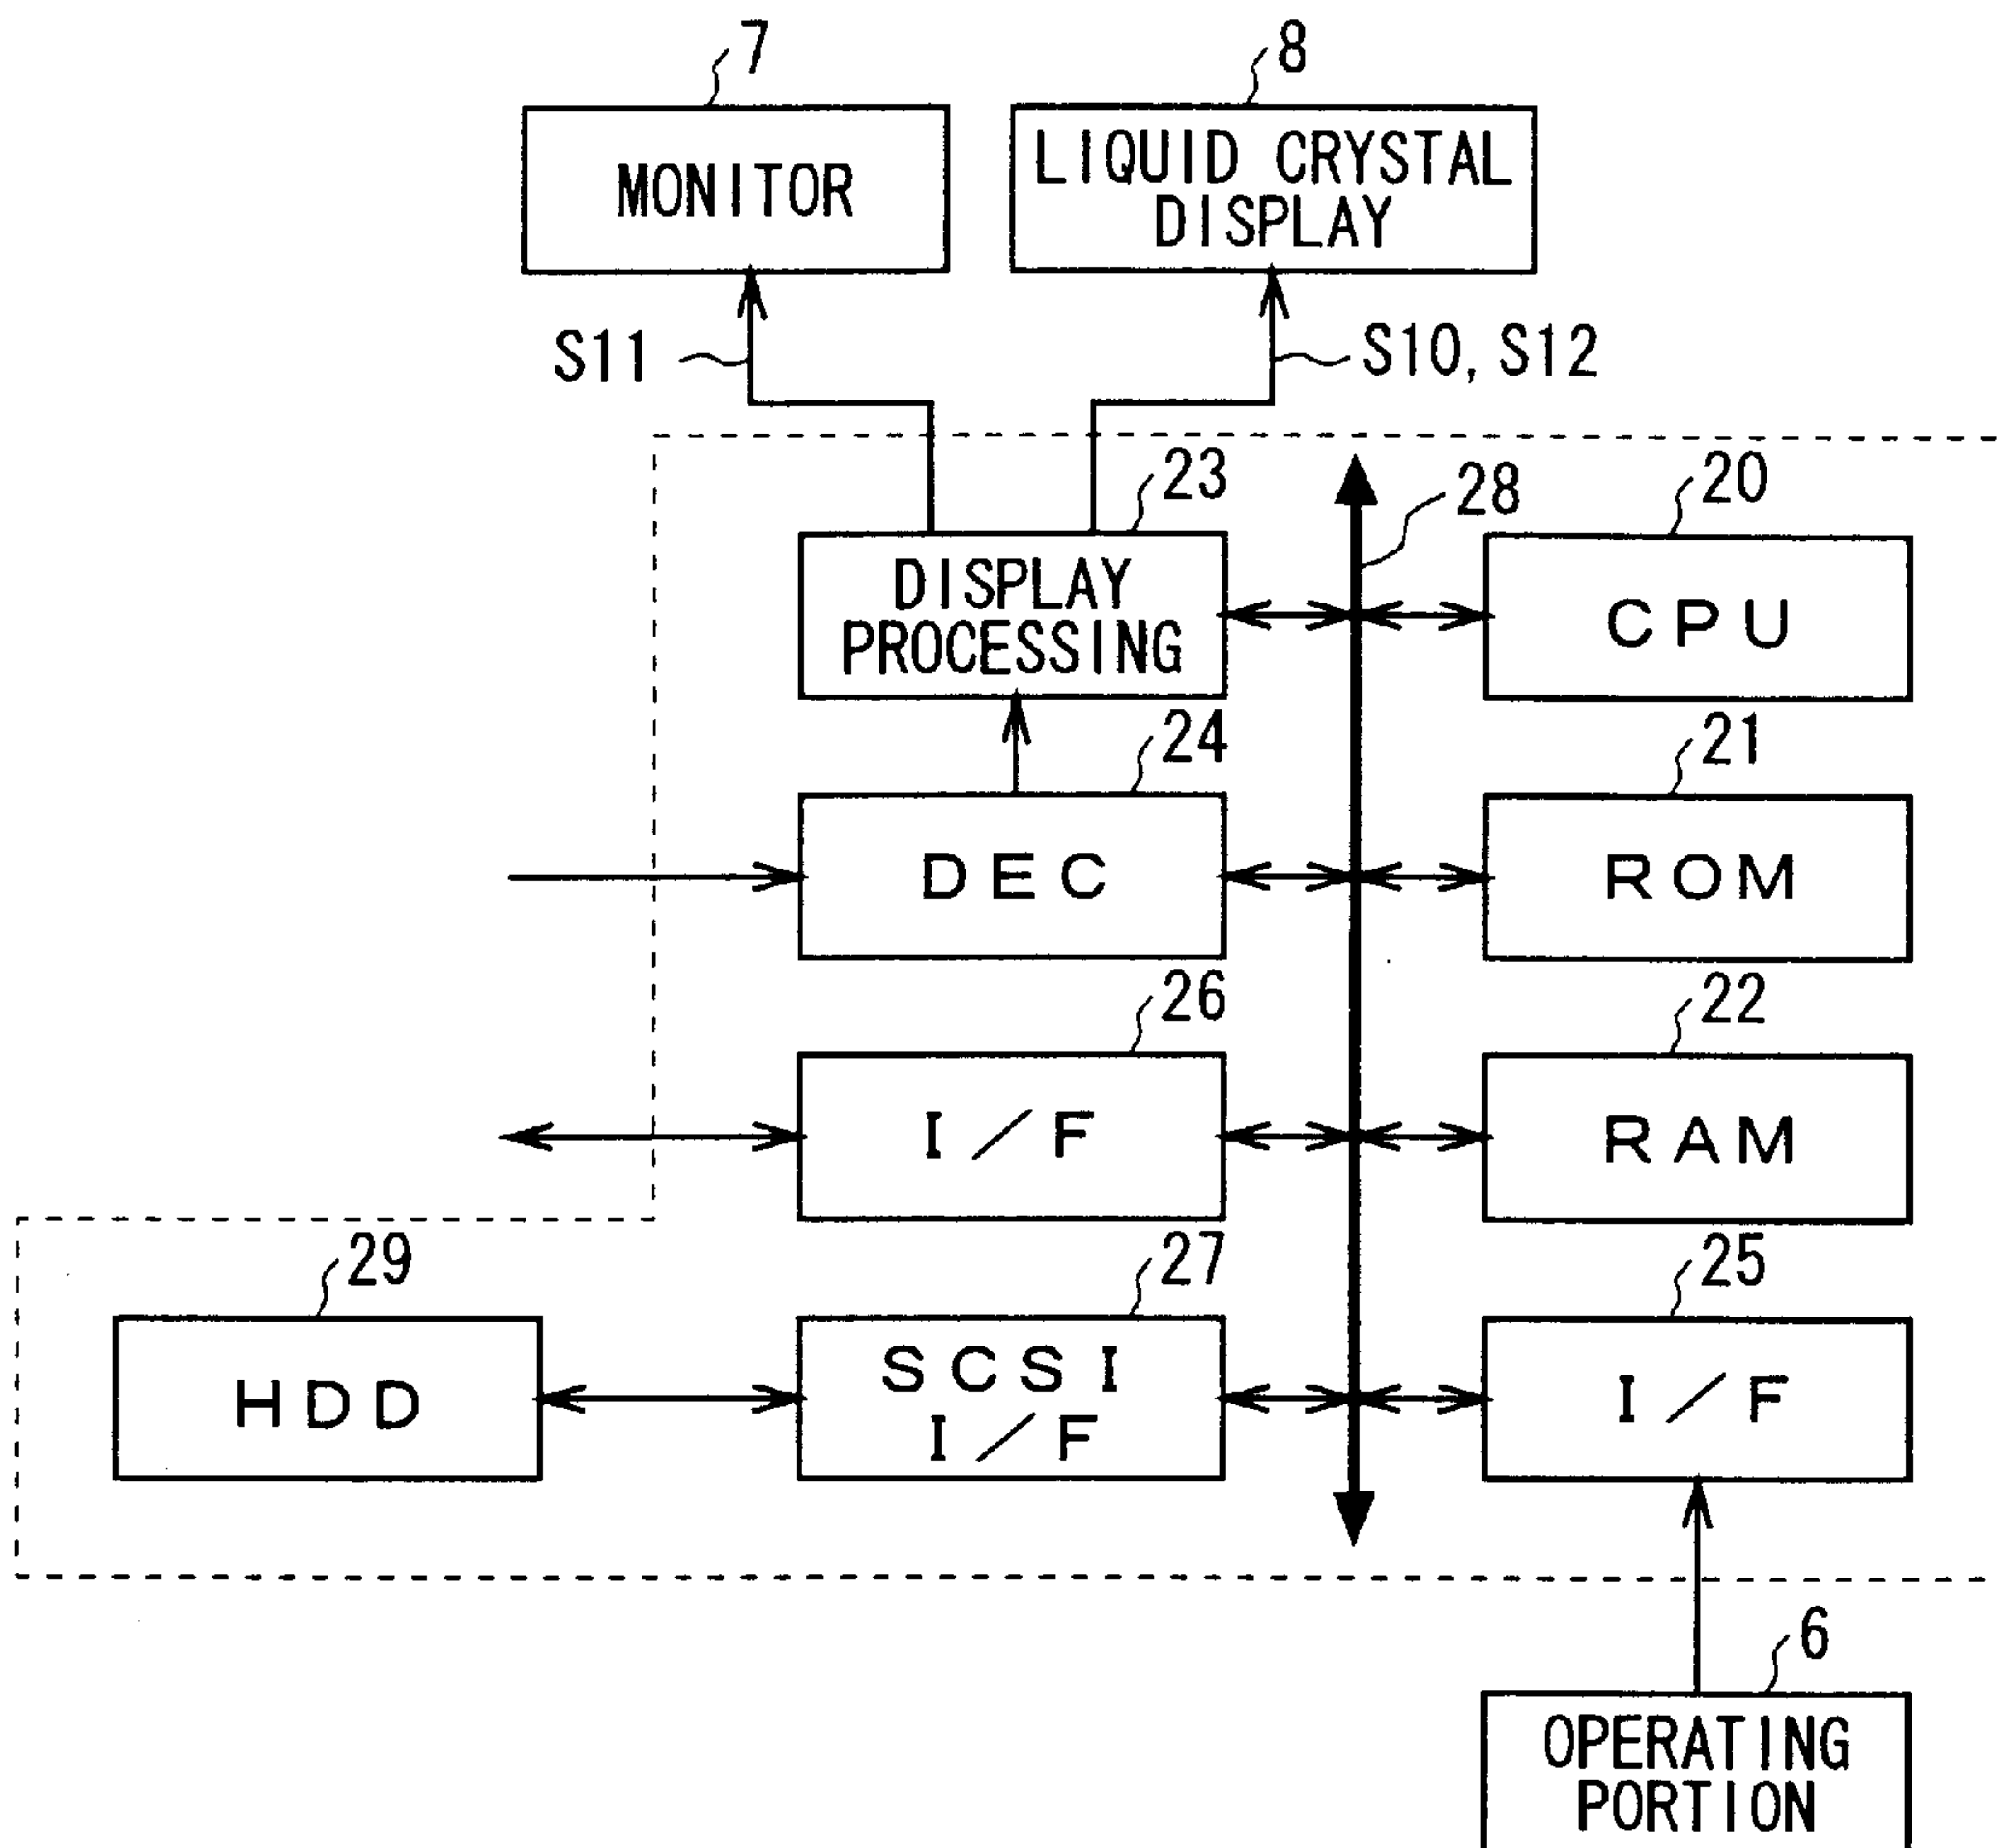 7
8
MONITOR
LIQUID CRYSTAL
DISPLAY
S11
S10, S12
23
28
20
DISPLAY
PROCESSING
CPU
24
21
DEC
ROM
26
22
I/F
RAM
29
27
25
HDD
SCSI
I/F
I/F
6
OPERATING
PORTION